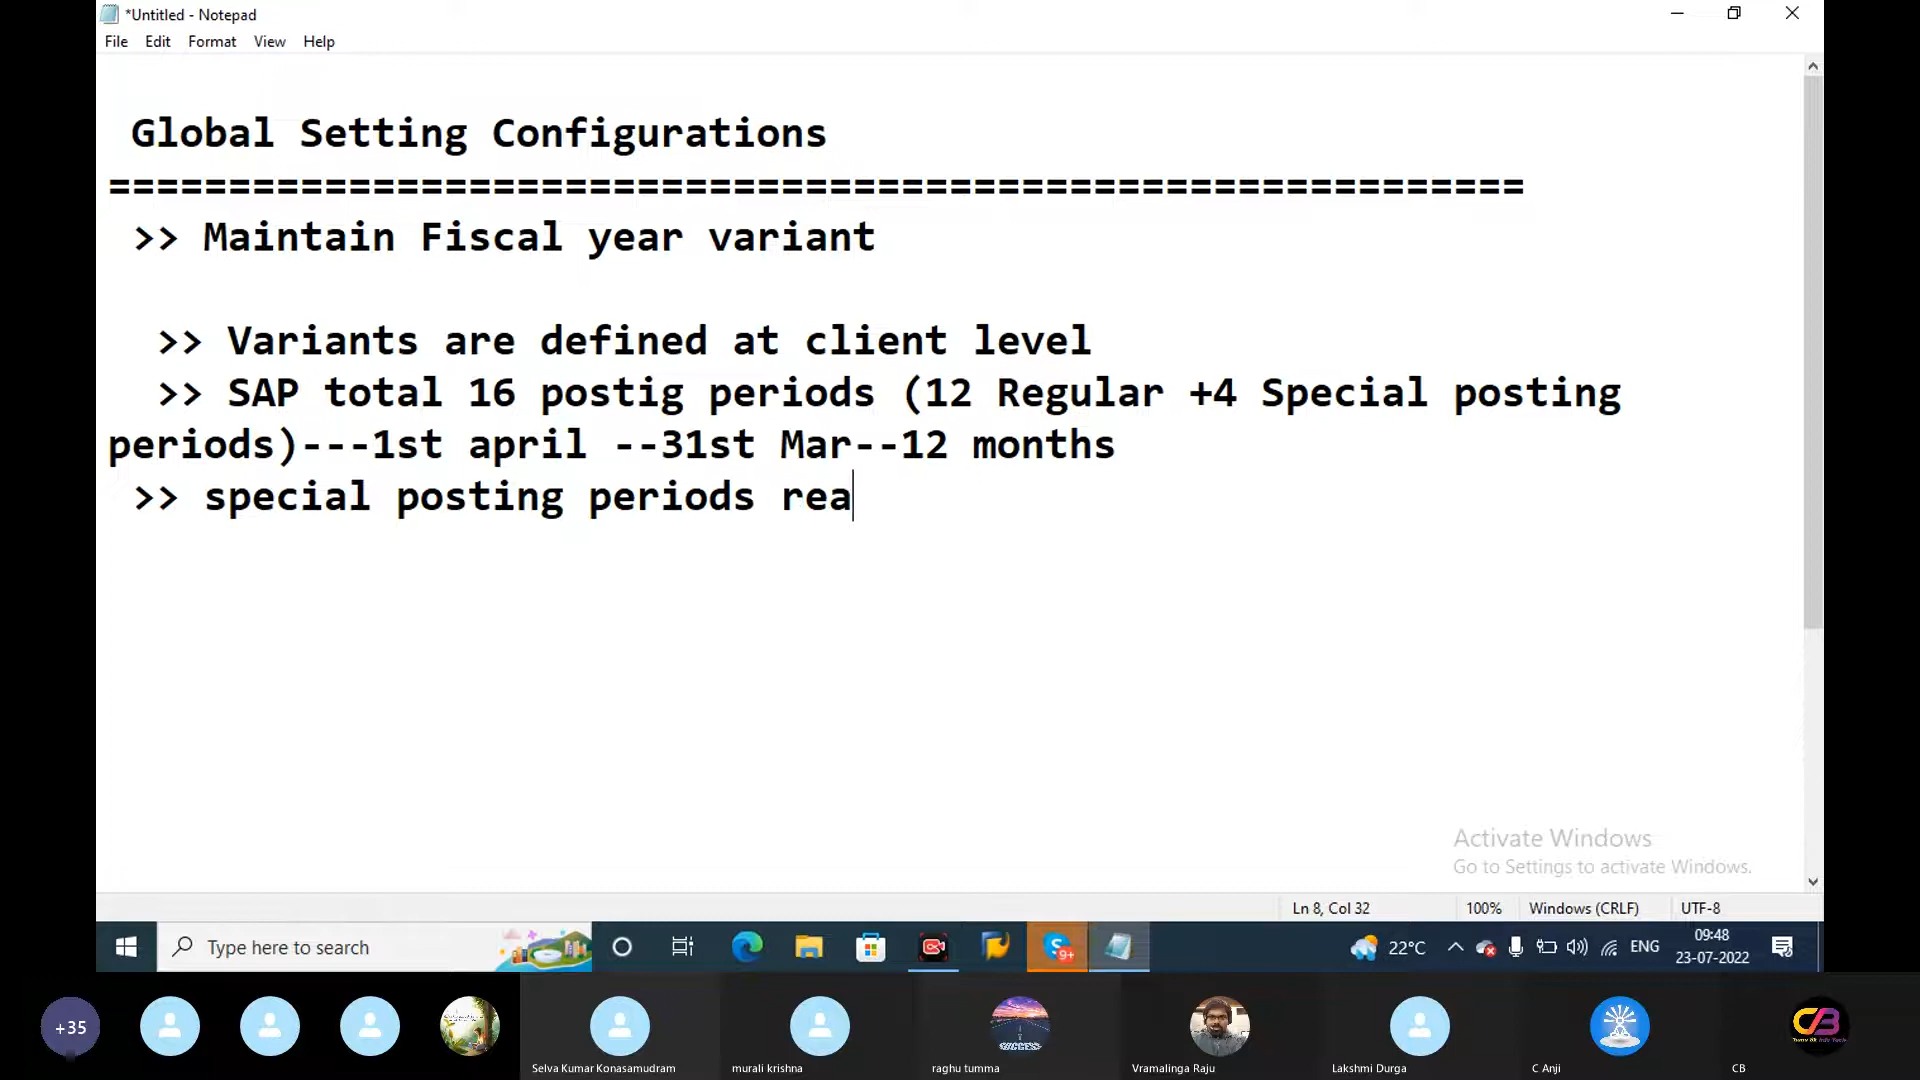 *Untitled - Notepad
File Edit Format View Help
Global Setting Configurations
===========================================================
>> Maintain Fiscal year variant
>> Variants are defined at client level
>> SAP total 16 postig periods (12 Regular +4 Special posting
periods)---1st april --31st Mar--12 months
>> special posting periods rea
Activate Windows
Go to Settings to activate Windows.
Ln 8, Col 32 100% Windows (CRLF) UTF-8
Type here to search
9+
22°C
ENG
09:48
23-07-2022
+35
SUCCESS
CB
Selva Kumar Konasamudram
murali krishna
raghu tumma
Vramalinga Raju
Lakshmi Durga
C Anji
CB